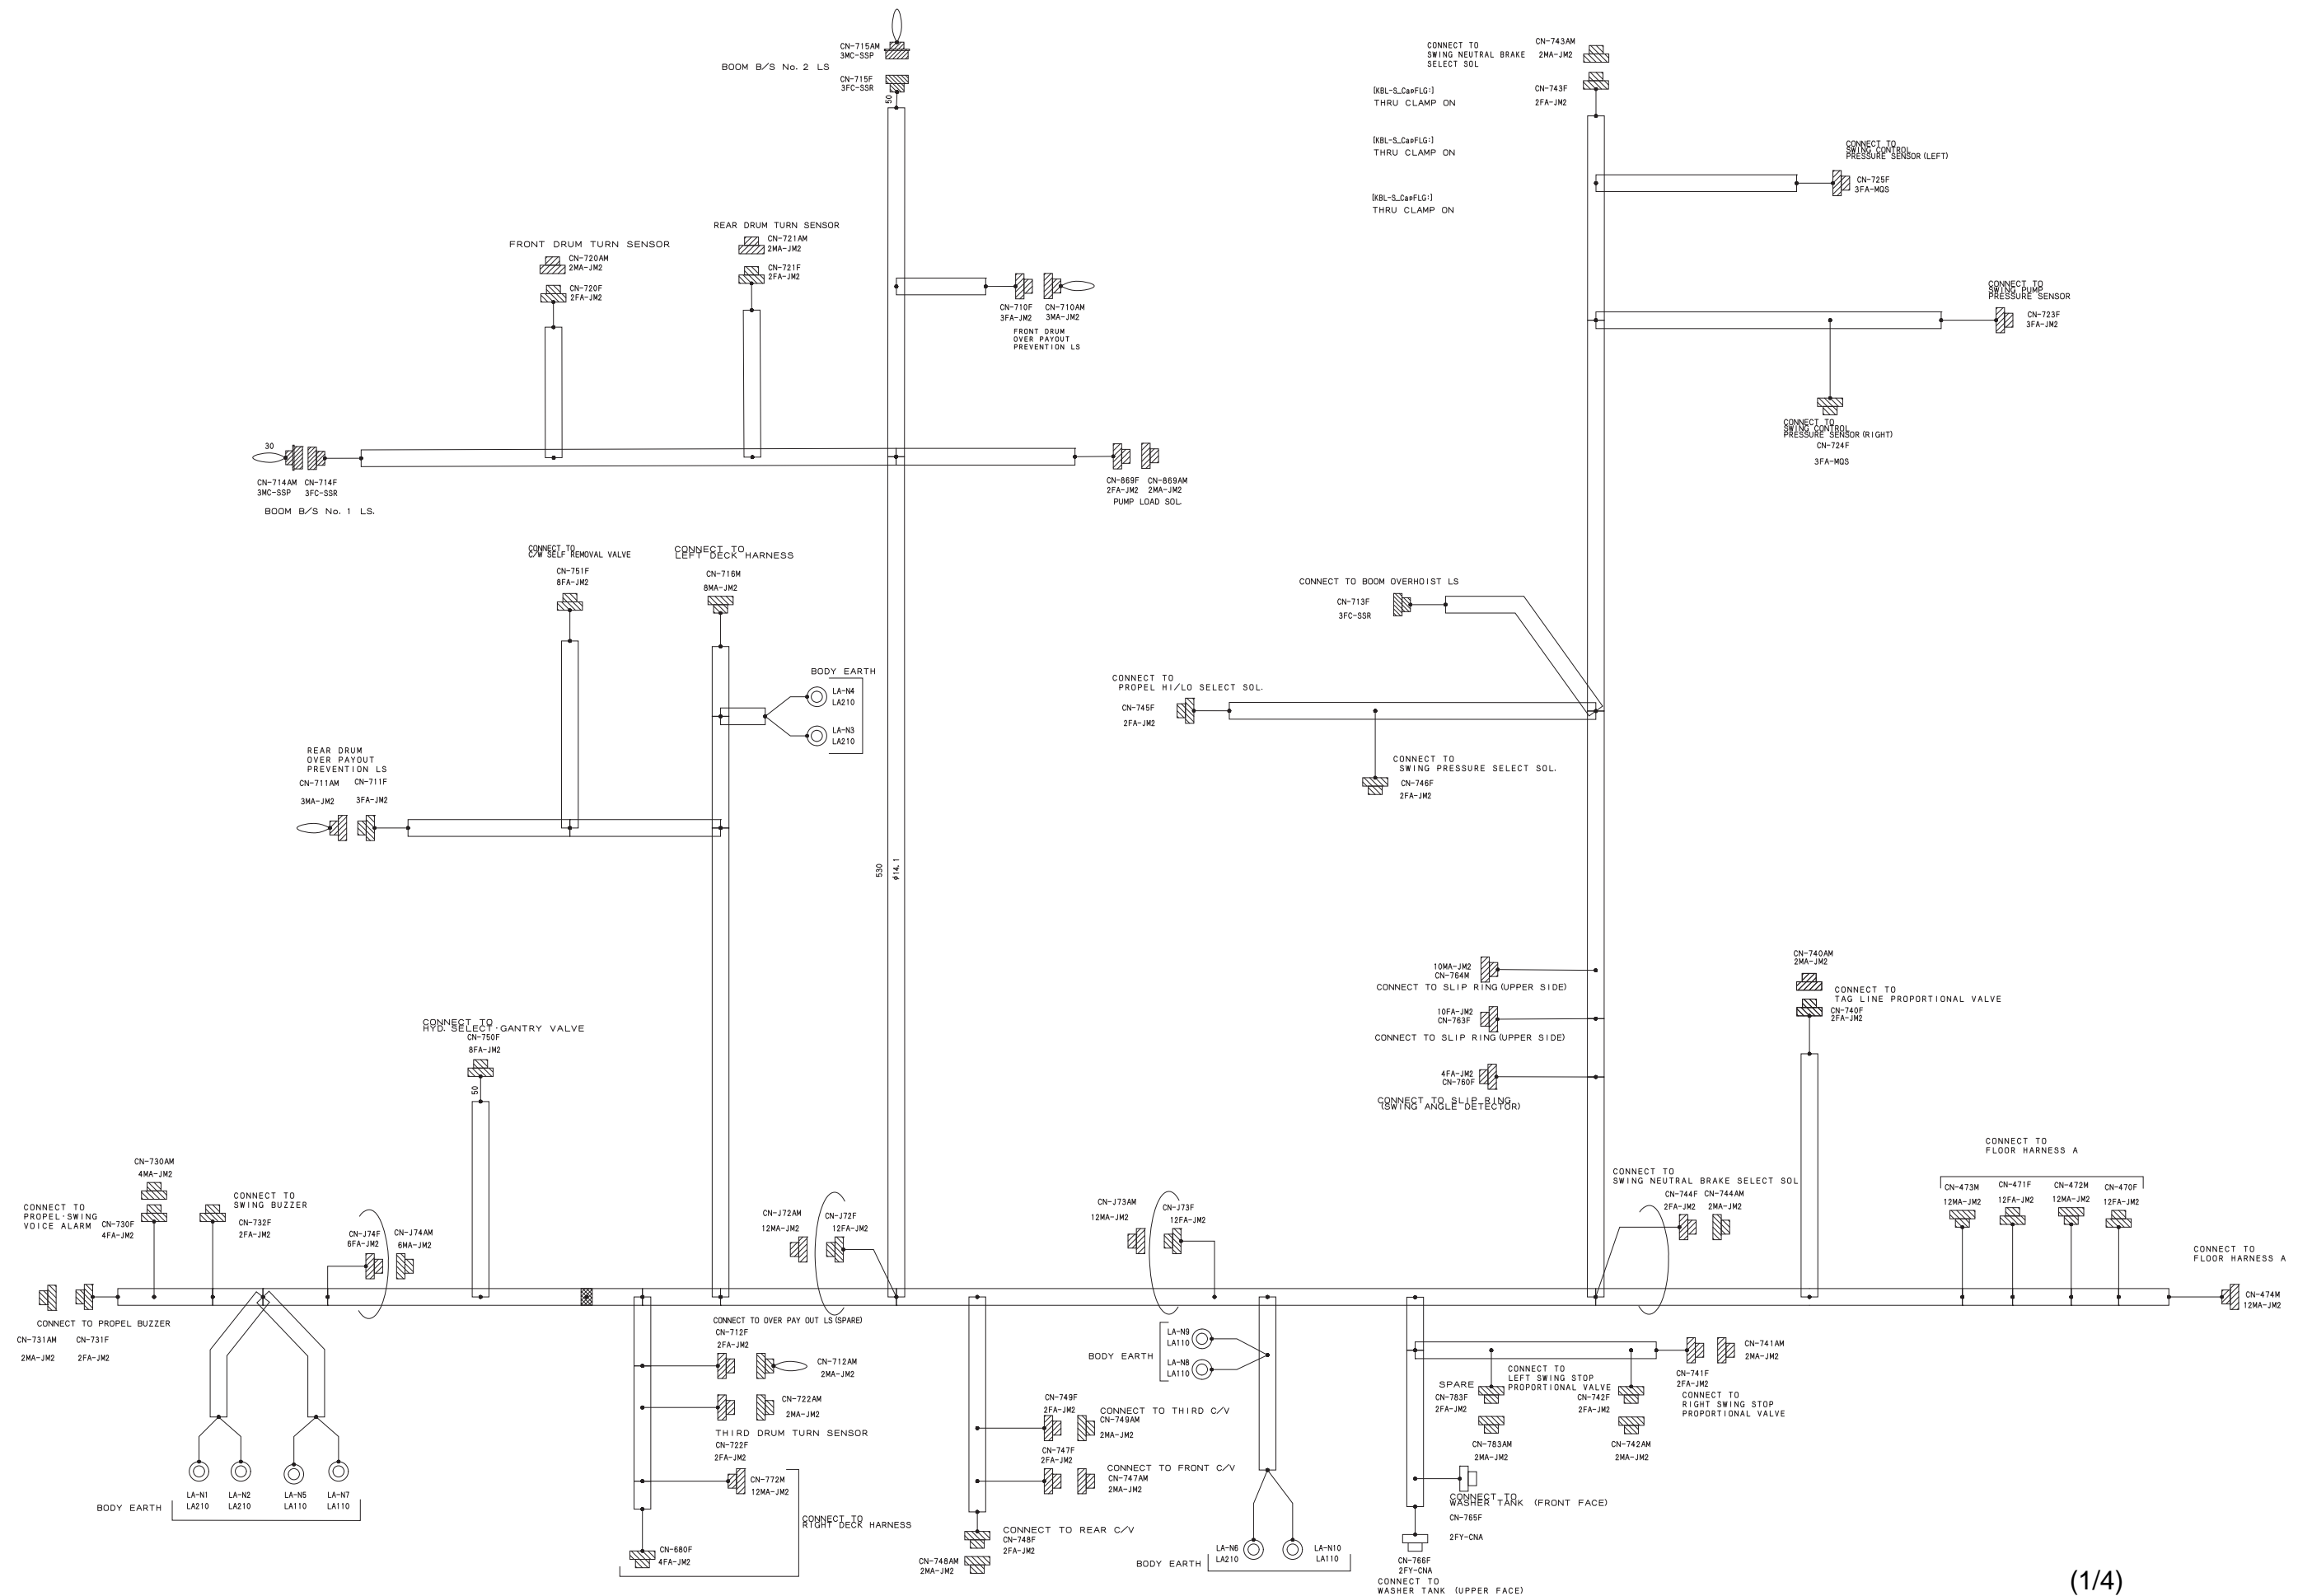 CN-715AM
3MC-SSP
BOOM B/S No. 2 LS
CN-715F
3FC-SSR
50
CONNECT TO
SWING NEUTRAL BRAKE
SELECT SOL
CN-743AM
2MA-JM2
CN-743F
2FA-JM2
[KBL-S_CapFLG:]
THRU CLAMP ON
[KBL-S_CapFLG:]
THRU CLAMP ON
[KBL-S_CapFLG:]
THRU CLAMP ON
CONNECT TO
SWING CONTROL
PRESSURE SENSOR (LEFT)
CN-725F
3FA-MQS
REAR DRUM TURN SENSOR
CN-721AM
2MA-JM2
CN-721F
2FA-JM2
FRONT DRUM TURN SENSOR
CN-720AM
2MA-JM2
CN-720F
2FA-JM2
CN-710F
3FA-JM2
CN-710AM
3MA-JM2
FRONT DRUM
OVER PAYOUT
PREVENTION LS
CONNECT TO
SWING PUMP
PRESSURE SENSOR
CN-723F
3FA-JM2
CONNECT TO
SWING CONTROL
PRESSURE SENSOR (RIGHT)
CN-724F
3FA-MQS
30
CN-714AM
3MC-SSP
CN-714F
3FC-SSR
BOOM B/S No. 1 LS.
CN-869F
2FA-JM2
CN-869AM
2MA-JM2
PUMP LOAD SOL.
CONNECT TO
C/W SELF REMOVAL VALVE
CN-751F
8FA-JM2
CONNECT TO
LEFT DECK HARNESS
CN-716M
8MA-JM2
CONNECT TO BOOM OVERHOIST LS
CN-713F
3FC-SSR
BODY EARTH
LA-N4
LA210
LA-N3
LA210
CONNECT TO
PROPEL HI/LO SELECT SOL.
CN-745F
2FA-JM2
CONNECT TO
SWING PRESSURE SELECT SOL.
CN-746F
2FA-JM2
REAR DRUM
OVER PAYOUT
PREVENTION LS
CN-711AM
3MA-JM2
CN-711F
3FA-JM2
530
φ14.1
10MA-JM2
CN-764M
CONNECT TO SLIP RING (UPPER SIDE)
10FA-JM2
CN-763F
CONNECT TO SLIP RING (UPPER SIDE)
4FA-JM2
CN-760F
CONNECT TO SLIP RING
(SWING ANGLE DETECTOR)
CN-740AM
2MA-JM2
CONNECT TO
TAG LINE PROPORTIONAL VALVE
CN-740F
2FA-JM2
CONNECT TO
HYD. SELECT·GANTRY VALVE
CN-750F
8FA-JM2
50
CN-730AM
4MA-JM2
CONNECT TO
PROPEL·SWING
VOICE ALARM
CN-730F
4FA-JM2
CONNECT TO
SWING BUZZER
CN-732F
2FA-JM2
CN-J74F
6FA-JM2
CN-J74AM
6MA-JM2
CN-J72AM
12MA-JM2
CN-J72F
12FA-JM2
CN-J73AM
12MA-JM2
CN-J73F
12FA-JM2
CONNECT TO
SWING NEUTRAL BRAKE SELECT SOL
CN-744F
2FA-JM2
CN-744AM
2MA-JM2
CONNECT TO
FLOOR HARNESS A
CN-473M
12MA-JM2
CN-471F
12FA-JM2
CN-472M
12MA-JM2
CN-470F
12FA-JM2
CONNECT TO
FLOOR HARNESS A
CN-474M
12MA-JM2
CONNECT TO PROPEL BUZZER
CN-731AM
2MA-JM2
CN-731F
2FA-JM2
CONNECT TO OVER PAY OUT LS (SPARE)
CN-712F
2FA-JM2
CN-712AM
2MA-JM2
CN-722AM
2MA-JM2
THIRD DRUM TURN SENSOR
CN-722F
2FA-JM2
CN-772M
12MA-JM2
CONNECT TO
RIGHT DECK HARNESS
CN-680F
4FA-JM2
LA-N1
LA210
LA-N2
LA210
LA-N5
LA110
LA-N7
LA110
BODY EARTH
CN-749F
2FA-JM2
CONNECT TO THIRD C/V
CN-749AM
2MA-JM2
CN-747F
2FA-JM2
CONNECT TO FRONT C/V
CN-747AM
2MA-JM2
CONNECT TO REAR C/V
CN-748F
2FA-JM2
CN-748AM
2MA-JM2
BODY EARTH
LA-N9
LA110
LA-N8
LA110
LA-N6
LA210
LA-N10
LA110
BODY EARTH
SPARE
CN-783F
2FA-JM2
CN-783AM
2MA-JM2
CONNECT TO
LEFT SWING STOP
PROPORTIONAL VALVE
CN-742F
2FA-JM2
CN-742AM
2MA-JM2
CN-741AM
2MA-JM2
CN-741F
2FA-JM2
CONNECT TO
RIGHT SWING STOP
PROPORTIONAL VALVE
CONNECT TO
WASHER TANK (FRONT FACE)
CN-765F
2FY-CNA
CN-766F
2FY-CNA
CONNECT TO
WASHER TANK (UPPER FACE)
(1/4)